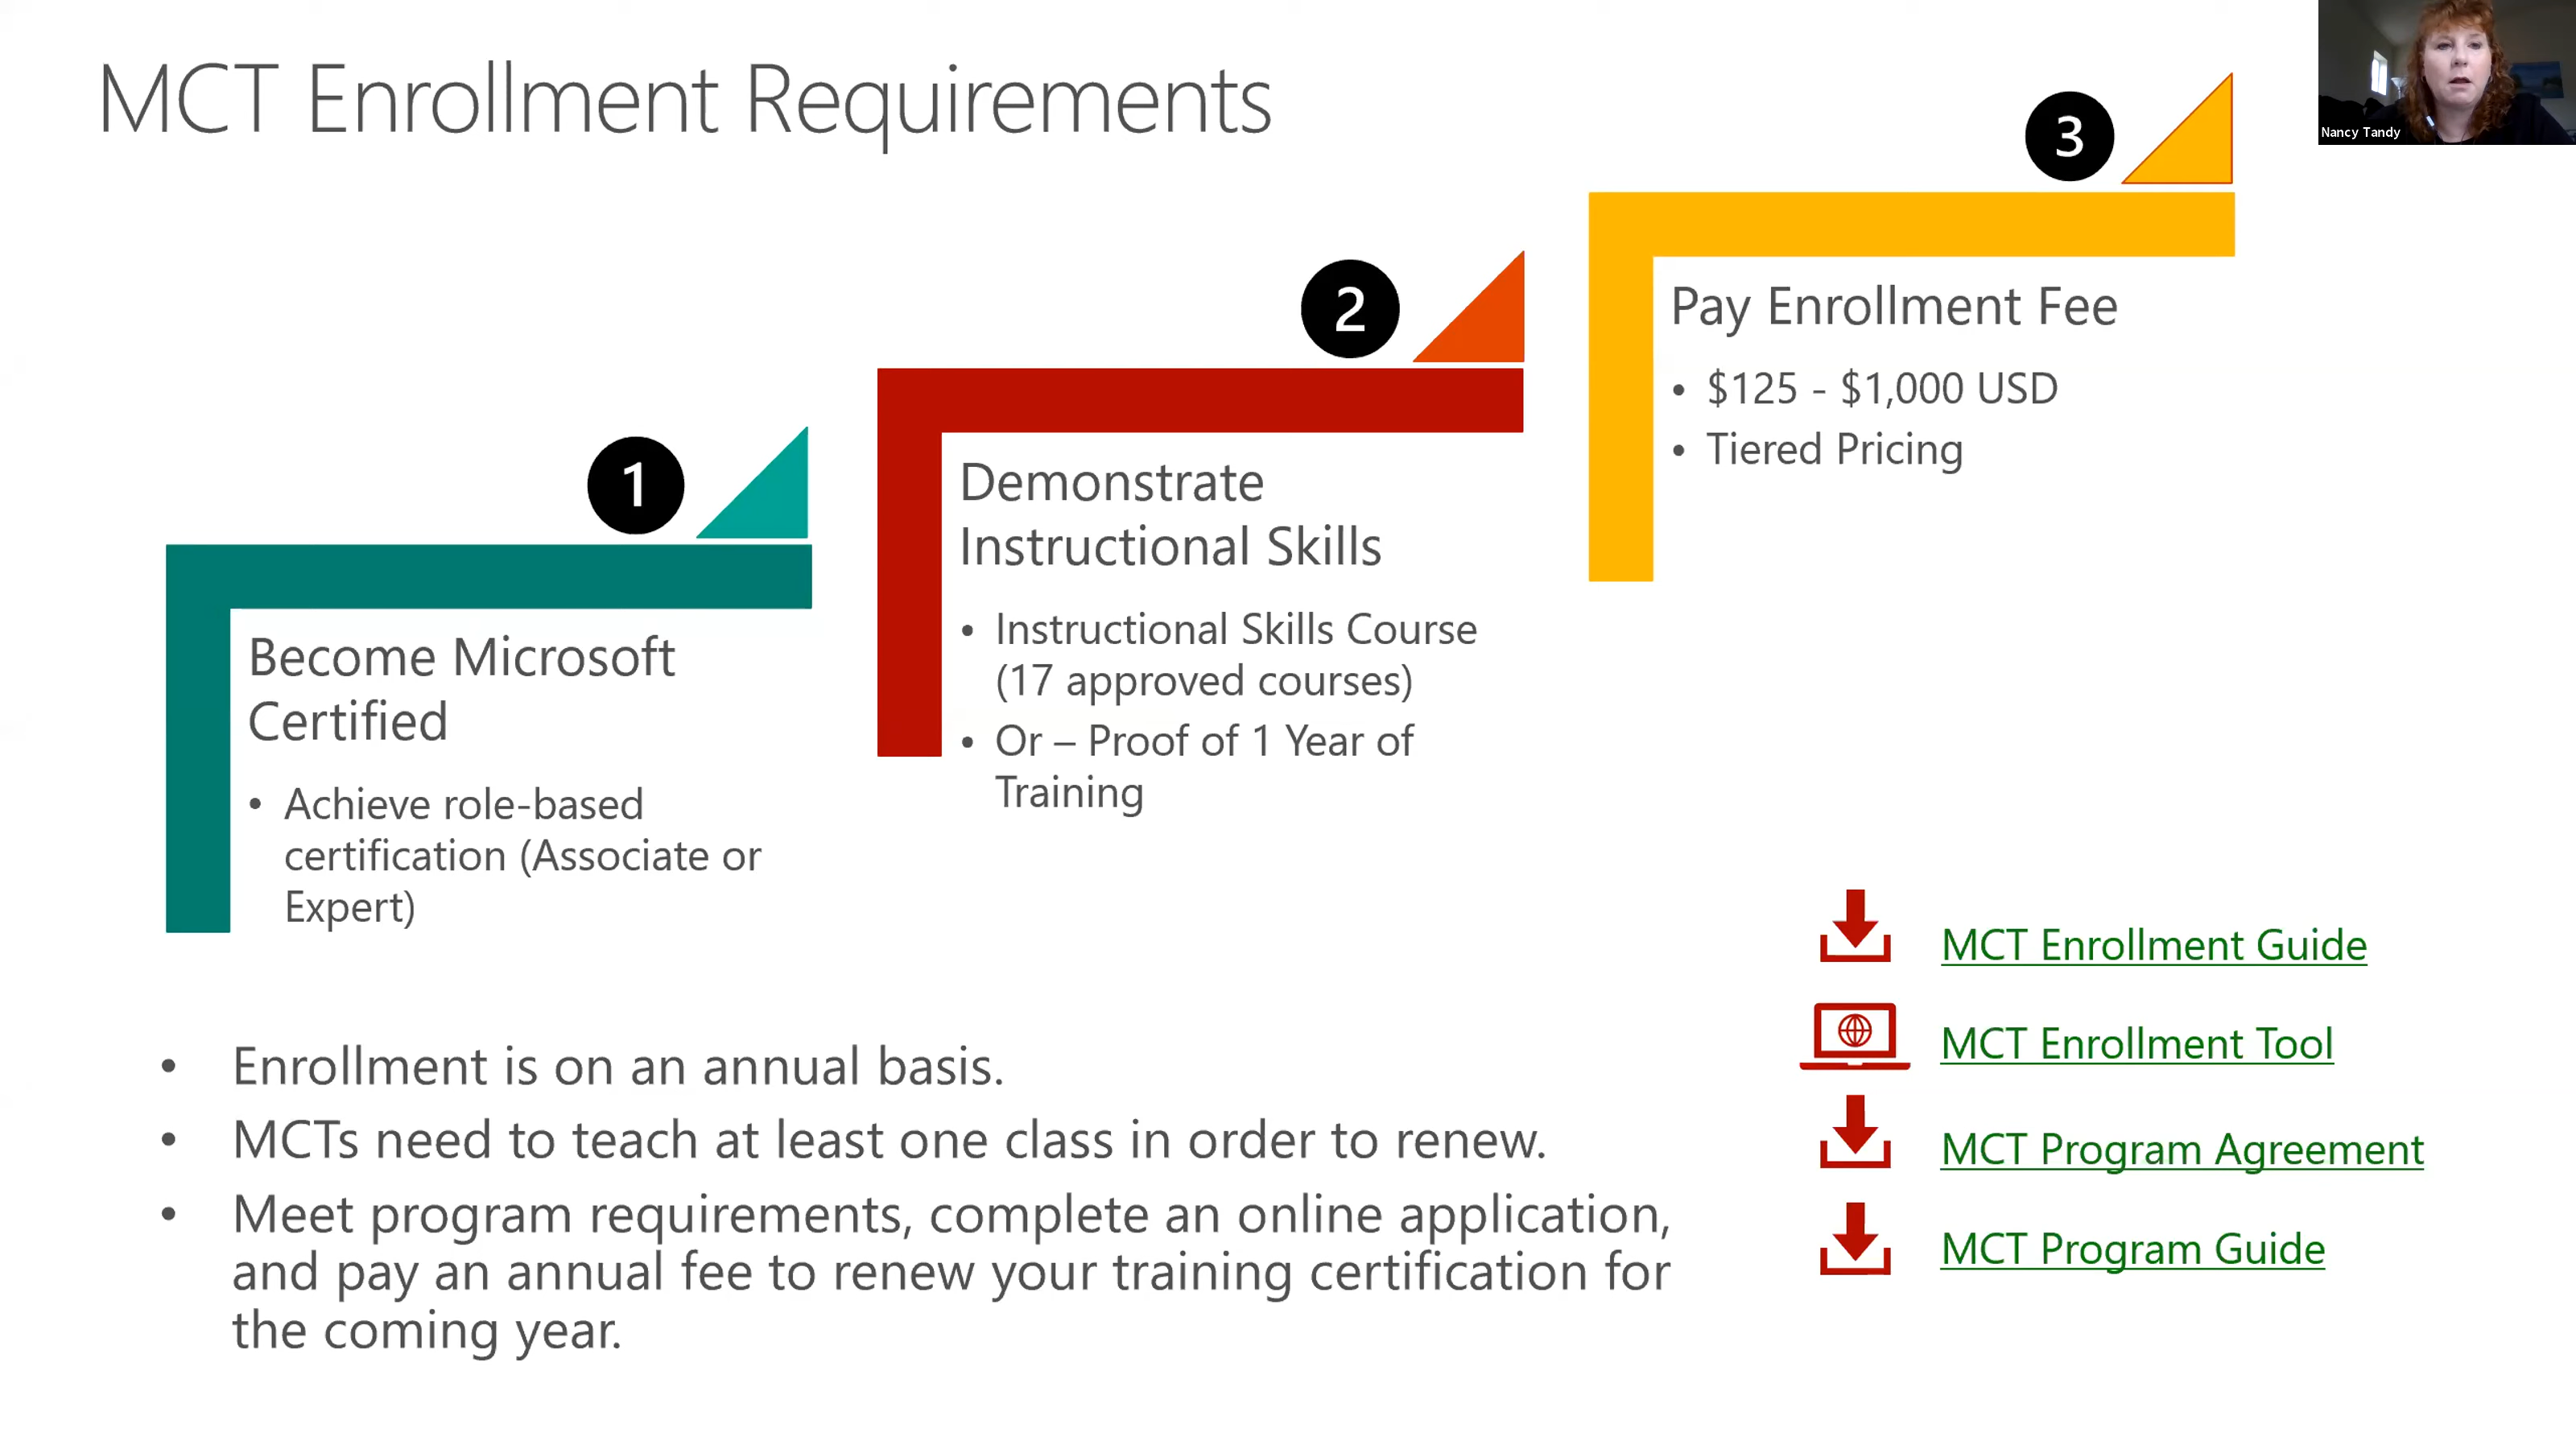 MCT Enrollment Requirements
Nancy Tandy
1
Become Microsoft
Certified
• Achieve role-based
certification (Associate or
Expert)
2
Demonstrate
Instructional Skills
• Instructional Skills Course
(17 approved courses)
• Or – Proof of 1 Year of
Training
3
Pay Enrollment Fee
• $125 - $1,000 USD
• Tiered Pricing
• Enrollment is on an annual basis.
• MCTs need to teach at least one class in order to renew.
• Meet program requirements, complete an online application,
and pay an annual fee to renew your training certification for
the coming year.
MCT Enrollment Guide
MCT Enrollment Tool
MCT Program Agreement
MCT Program Guide